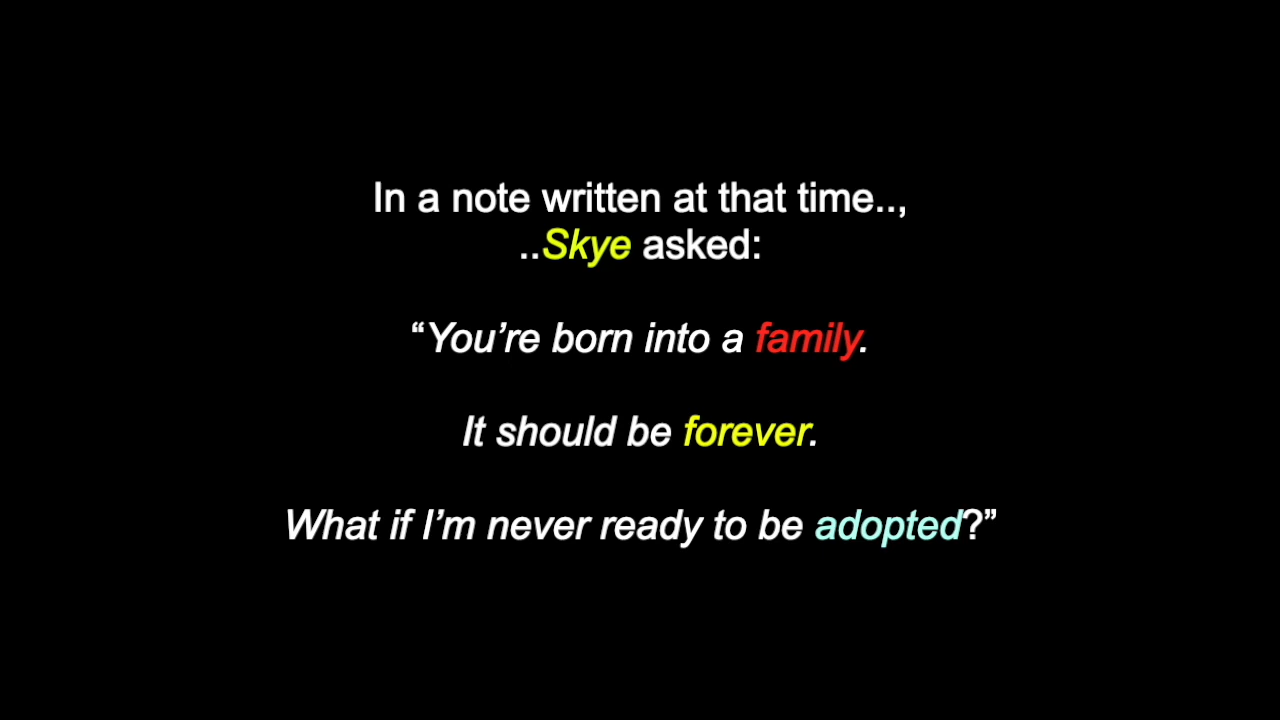 In a note written at that time..,
..Skye asked:
“You’re born into a family.
It should be forever.
What if I’m never ready to be adopted?”